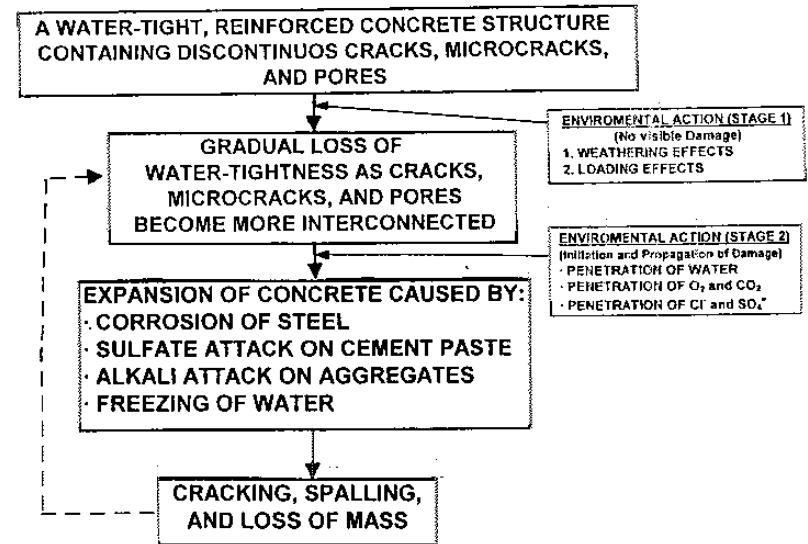 A WATER-TIGHT, REINFORCED CONCRETE STRUCTURE
CONTAINING DISCONTINUOS CRACKS, MICROCRACKS,
AND PORES
ENVIROMENTAL ACTION (STAGE 1)
(No visible Damage)
1. WEATHERING EFFECTS
2. LOADING EFFECTS
GRADUAL LOSS OF
WATER-TIGHTNESS AS CRACKS,
MICROCRACKS, AND PORES
BECOME MORE INTERCONNECTED
ENVIROMENTAL ACTION (STAGE 2)
(Initiation and Propagation of Damage)
· PENETRATION OF WATER
· PENETRATION OF O₂ and CO₂
· PENETRATION OF Cl⁻ and SO₄⁼
EXPANSION OF CONCRETE CAUSED BY:
· CORROSION OF STEEL
· SULFATE ATTACK ON CEMENT PASTE
· ALKALI ATTACK ON AGGREGATES
· FREEZING OF WATER
CRACKING, SPALLING,
AND LOSS OF MASS